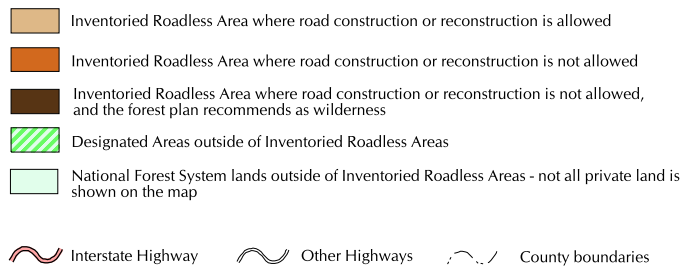 Inventoried Roadless Area where road construction or reconstruction is allowed
Inventoried Roadless Area where road construction or reconstruction is not allowed
Inventoried Roadless Area where road construction or reconstruction is not allowed,
and the forest plan recommends as wilderness
Designated Areas outside of Inventoried Roadless Areas
National Forest System lands outside of Inventoried Roadless Areas - not all private land is
shown on the map
Interstate Highway Other Highways County boundaries